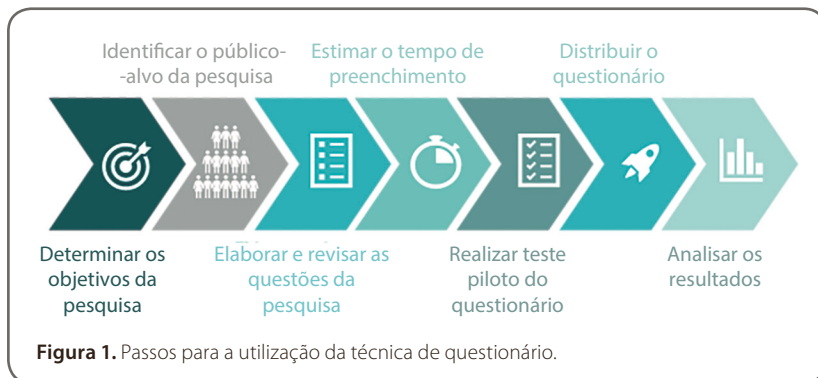 Identificar o público-
-alvo da pesquisa
Estimar o tempo de
preenchimento
Distribuir o
questionário
Determinar os
objetivos da
pesquisa
Elaborar e revisar as
questões da
pesquisa
Realizar teste
piloto do
questionário
Analisar os
resultados
Figura 1. Passos para a utilização da técnica de questionário.